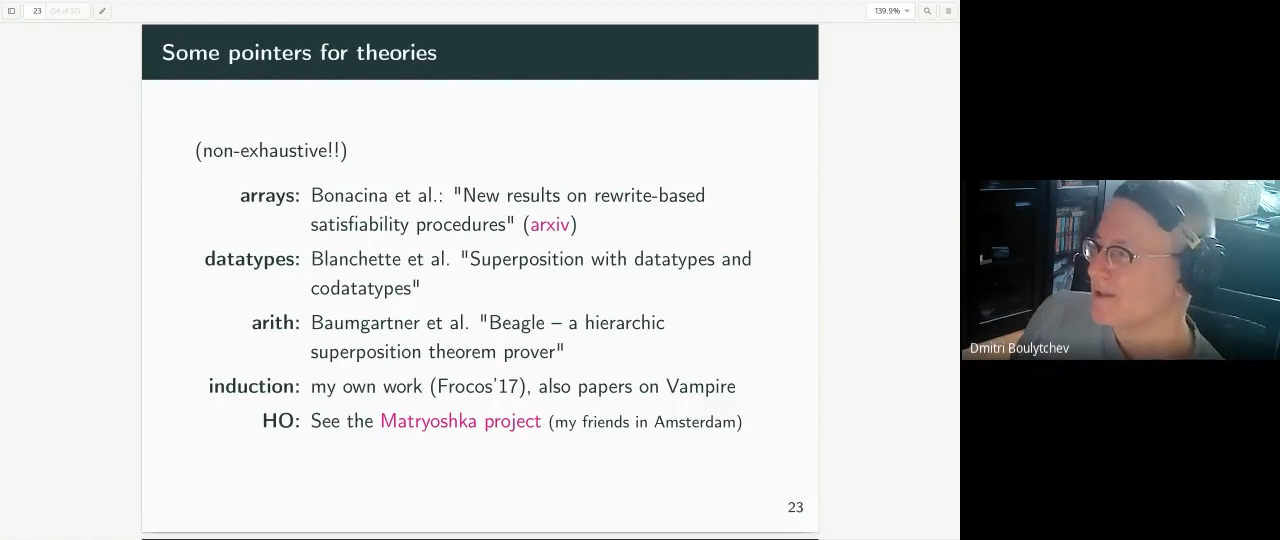 23 (54 of 57) 139.9%
Some pointers for theories
(non-exhaustive!!)
arrays: Bonacina et al.: "New results on rewrite-based
satisfiability procedures" (arxiv)
datatypes: Blanchette et al. "Superposition with datatypes and
codatatypes"
arith: Baumgartner et al. "Beagle – a hierarchic
superposition theorem prover"
induction: my own work (Frocos'17), also papers on Vampire
HO: See the Matryoshka project (my friends in Amsterdam)
23
Dmitri Boulytchev